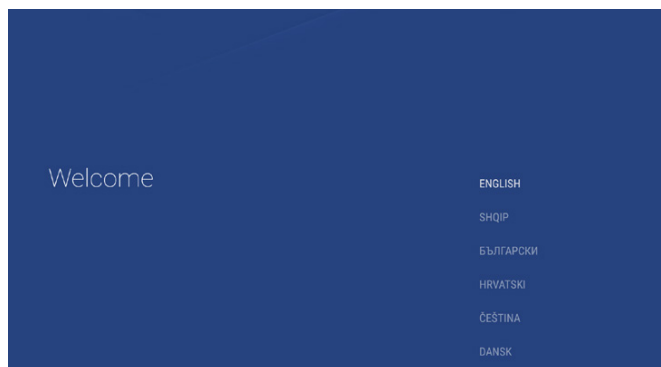 Welcome
ENGLISH
SHQIP
БЪЛГАРСКИ
HRVATSKI
ČEŠTINA
DANSK